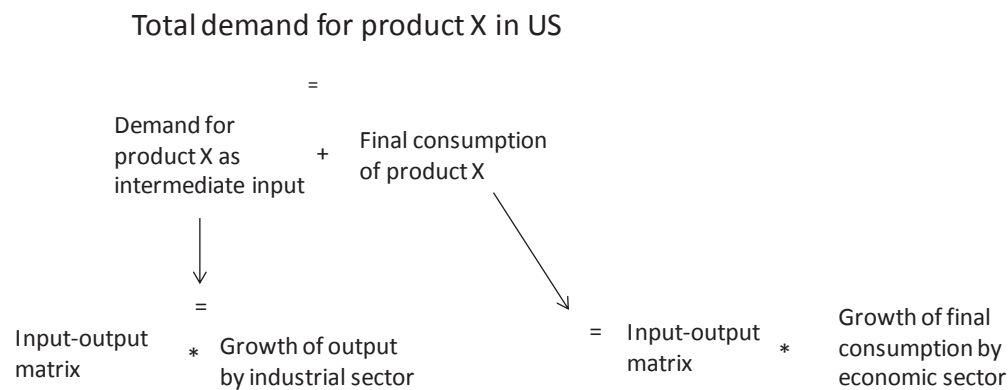 Total demand for product X in US
=
Demand for
product X as
intermediate input
+
Final consumption
of product X
=
Input-output
matrix
*
Growth of output
by industrial sector
=
Input-output
matrix
*
Growth of final
consumption by
economic sector